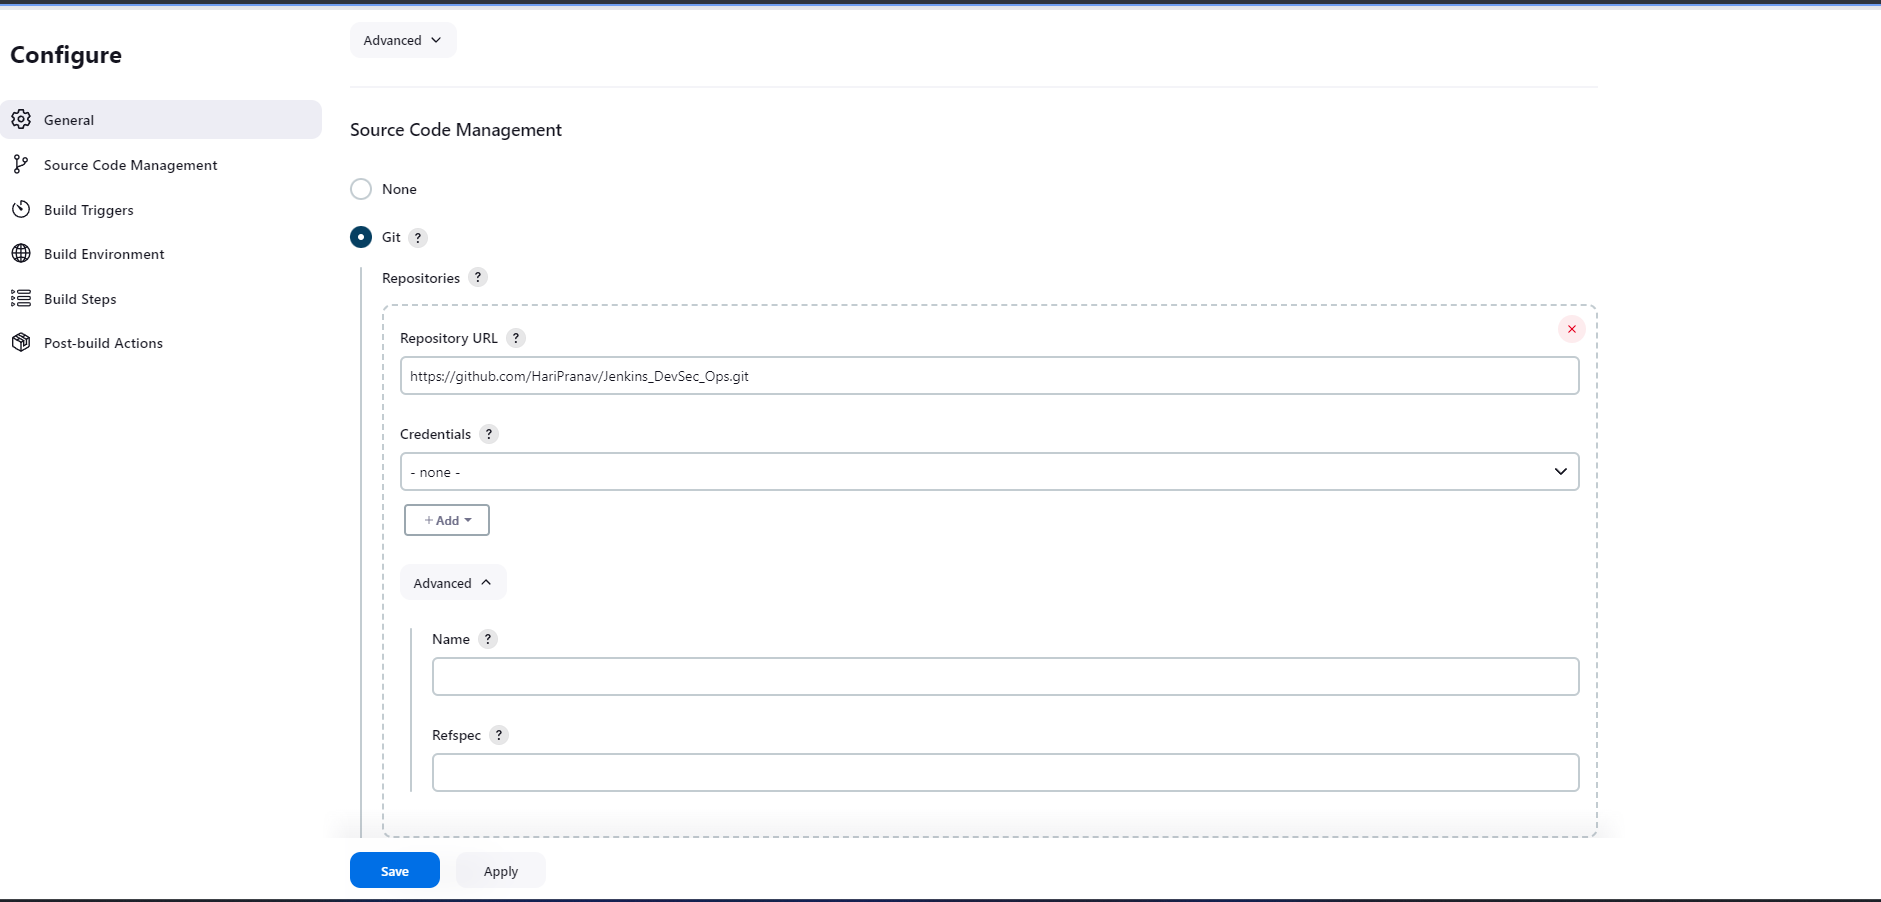 Configure
General
Source Code Management
Build Triggers
Build Environment
Build Steps
Post-build Actions
Advanced
Source Code Management
None
Git ?
Repositories ?
Repository URL ?
https://github.com/HariPranav/Jenkins_DevSec_Ops.git
Credentials ?
- none -
+ Add
Advanced
Name ?
Refspec ?
Save Apply